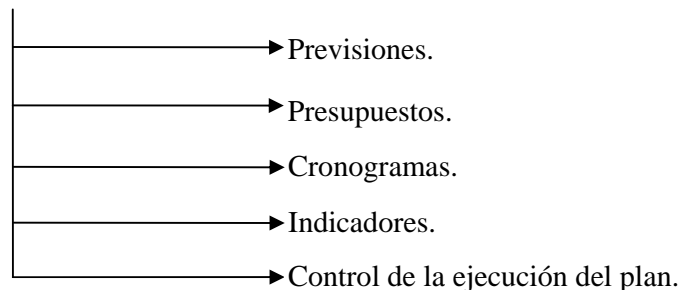 Previsiones.
Presupuestos.
Cronogramas.
Indicadores.
Control de la ejecución del plan.